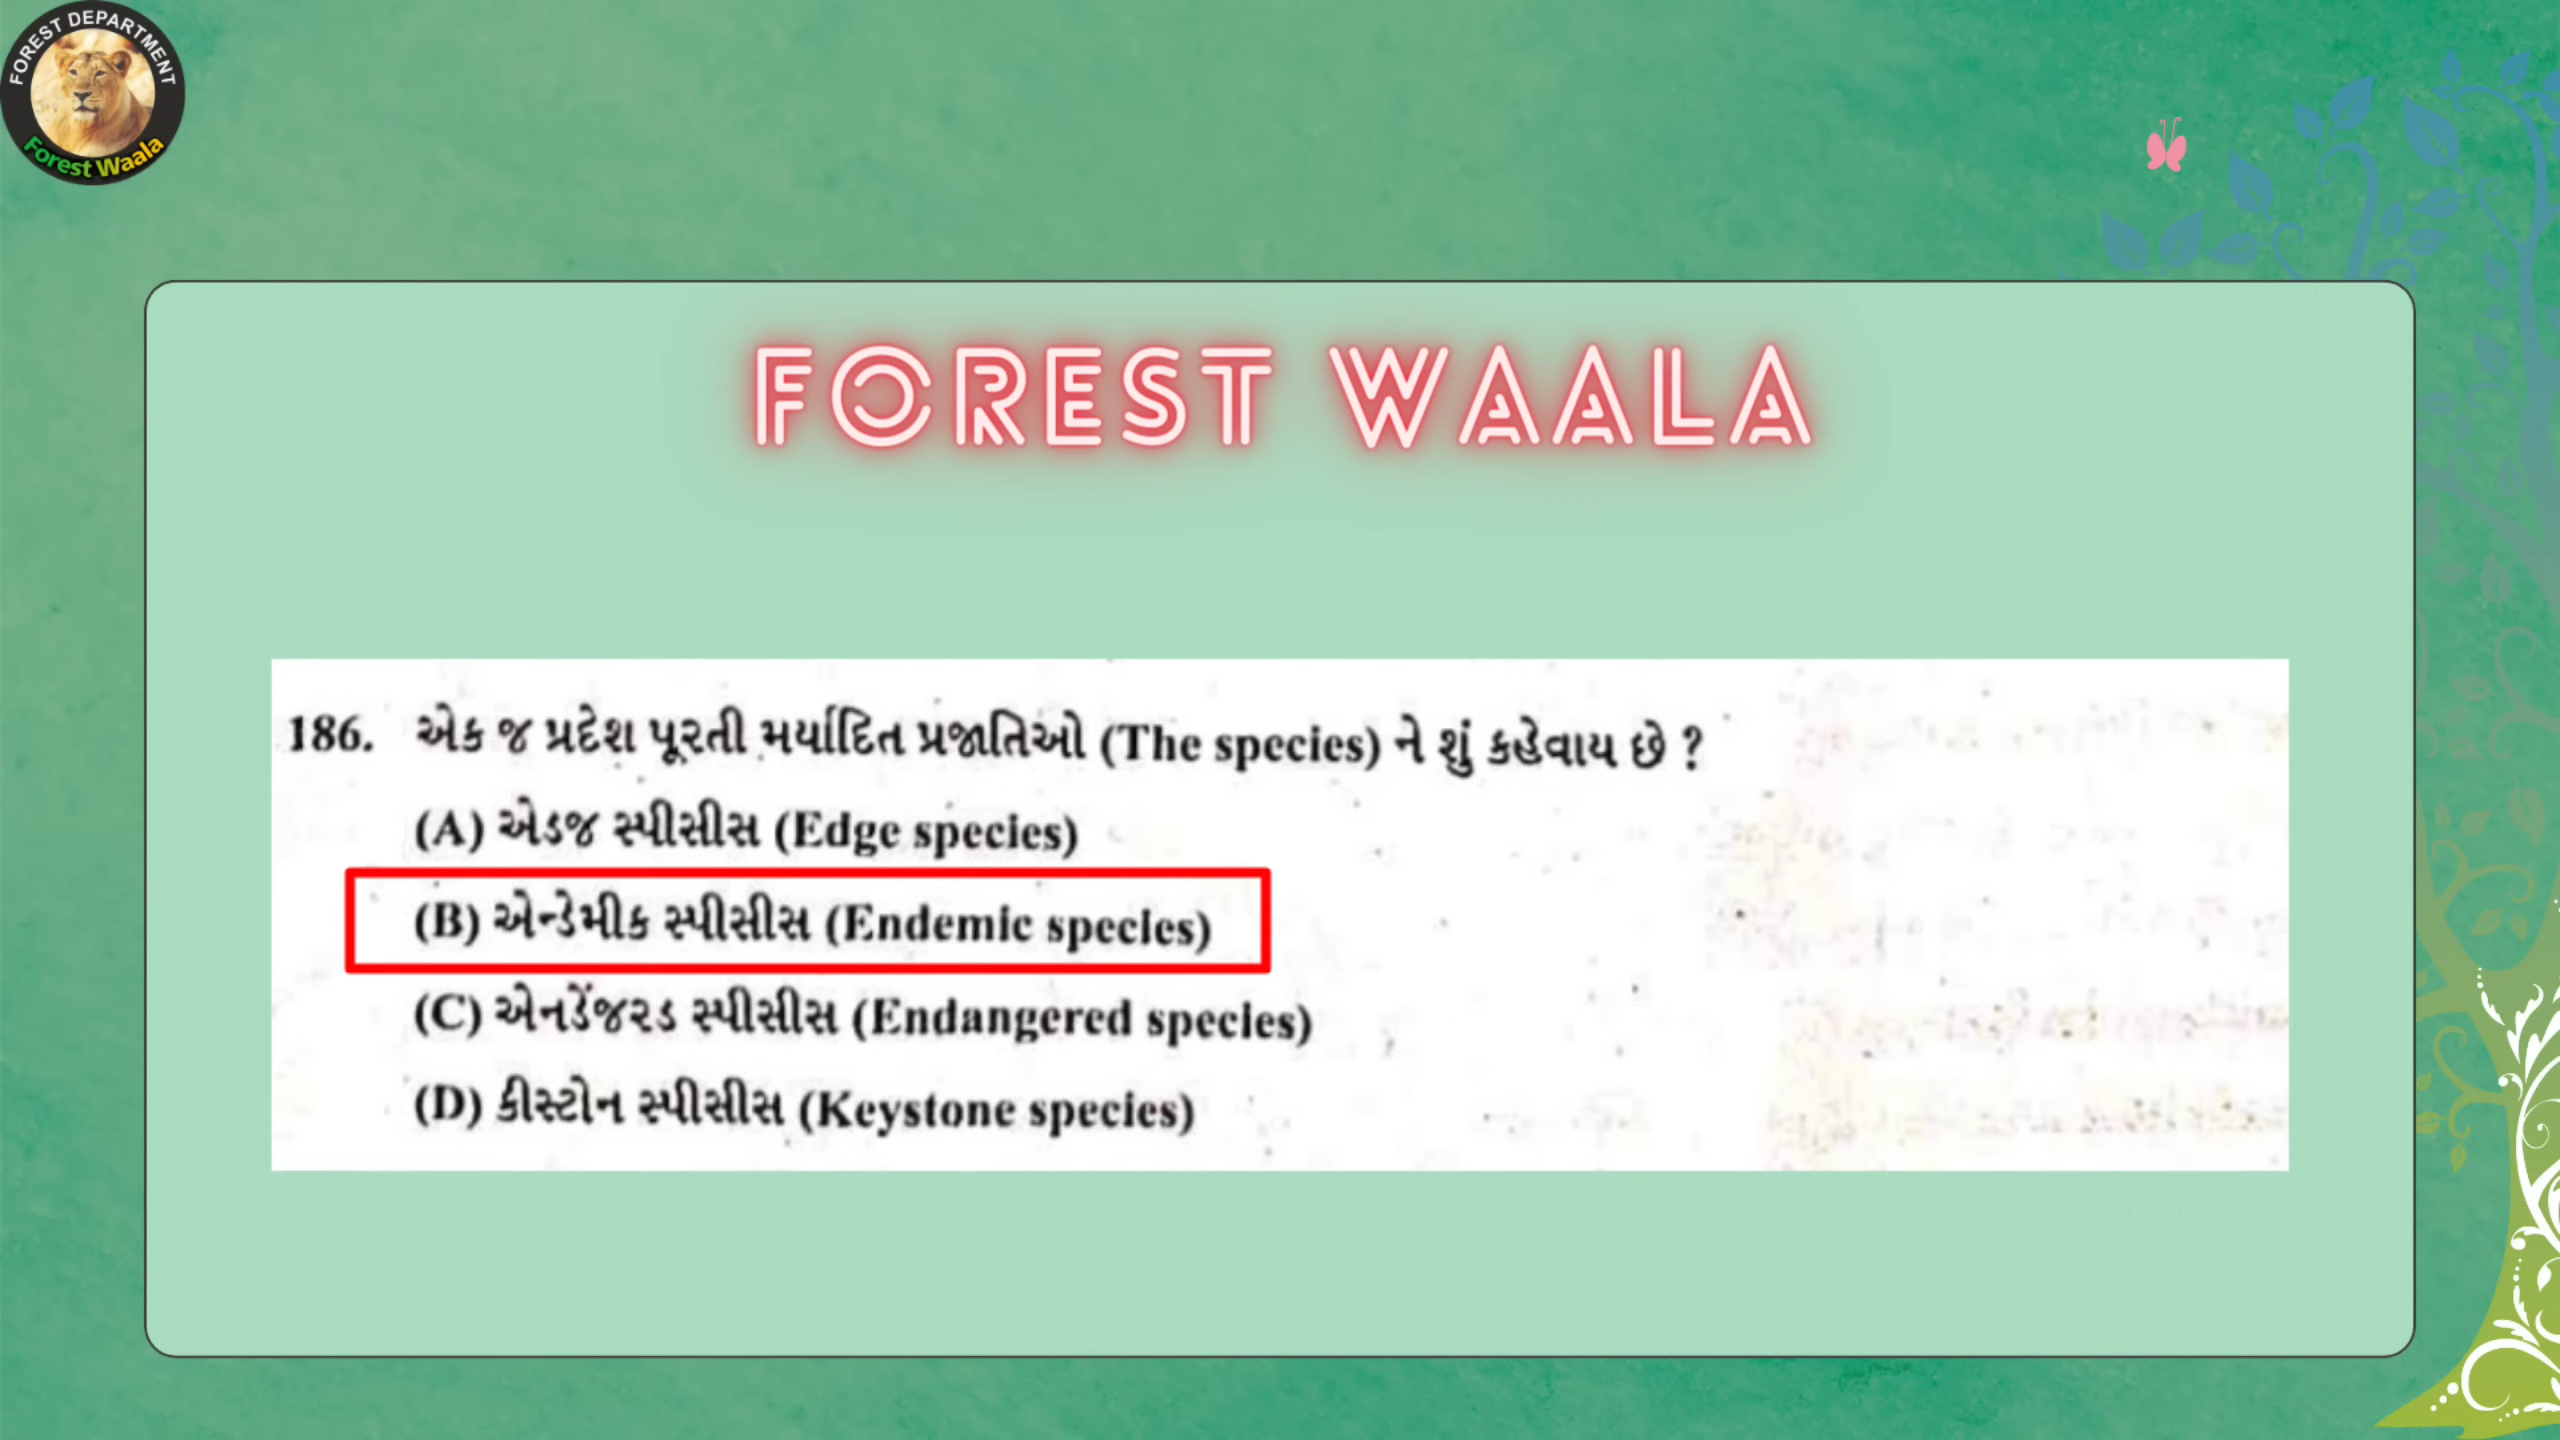 FOREST DEPARTMENT
Forest Waala
FOREST WAALA
186. એક જ પ્રદેશ પૂરતી મર્યાદિત પ્રજાતિઓ (The species) ને શું કહેવાય છે ?
(A) એડજ સ્પીસીસ (Edge species)
(B) એન્ડેમીક સ્પીસીસ (Endemic species)
(C) એનડેંજરડ સ્પીસીસ (Endangered species)
(D) કીસ્ટોન સ્પીસીસ (Keystone species)